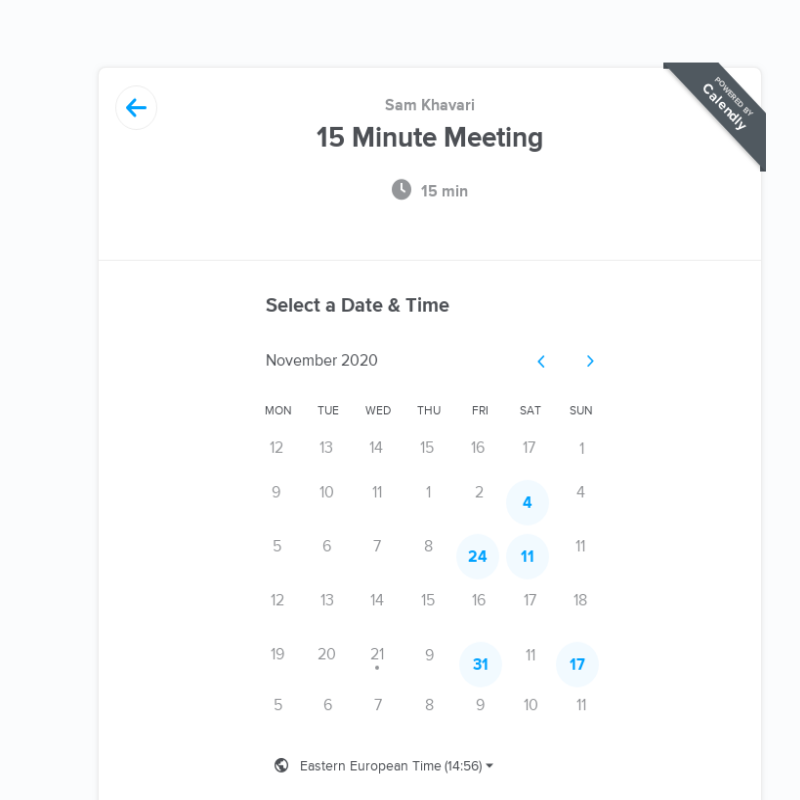 POWERED BY
Calendly
Sam Khavari
15 Minute Meeting
15 min
Select a Date & Time
November 2020
MON TUE WED THU FRI SAT SUN
12 13 14 15 16 17 1
9 10 11 1 2 4 4
5 6 7 8 24 11 11
12 13 14 15 16 17 18
19 20 21 9 31 11 17
5 6 7 8 9 10 11
Eastern European Time (14:56)